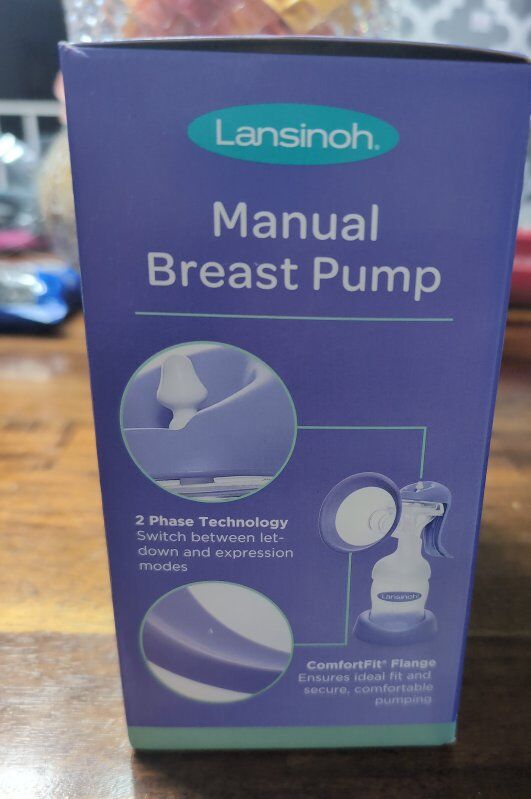 Lansinoh®
Manual
Breast Pump
2 Phase Technology
Switch between let-
down and expression
modes
Lansinoh
ComfortFit® Flange
Ensures ideal fit and
secure, comfortable
pumping